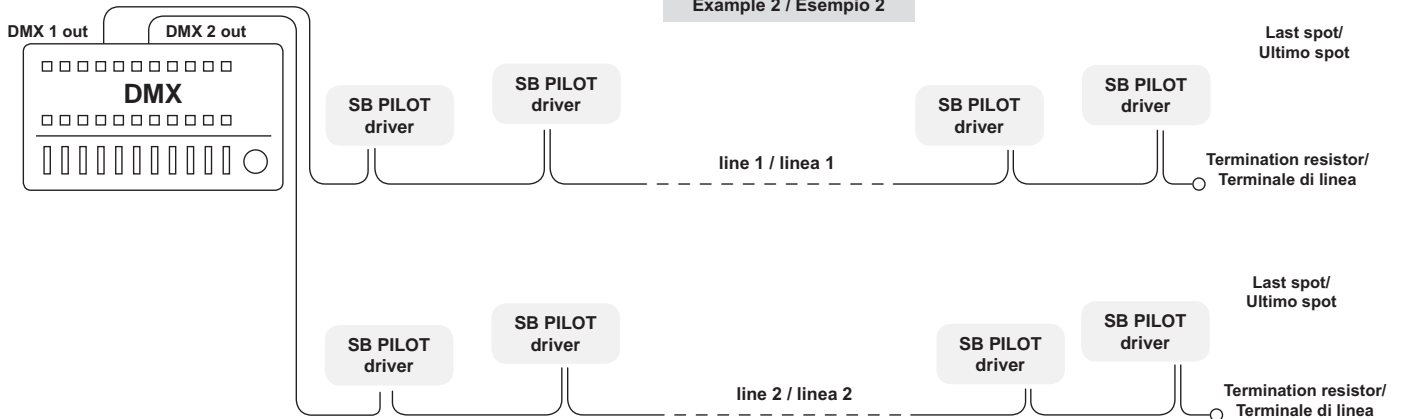 Example 2 / Esempio 2
DMX 1 out
DMX 2 out
DMX
SB PILOT
driver
SB PILOT
driver
line 1 / linea 1
SB PILOT
driver
SB PILOT
driver
Last spot/
Ultimo spot
Termination resistor/
Terminale di linea
SB PILOT
driver
SB PILOT
driver
line 2 / linea 2
SB PILOT
driver
SB PILOT
driver
Last spot/
Ultimo spot
Termination resistor/
Terminale di linea